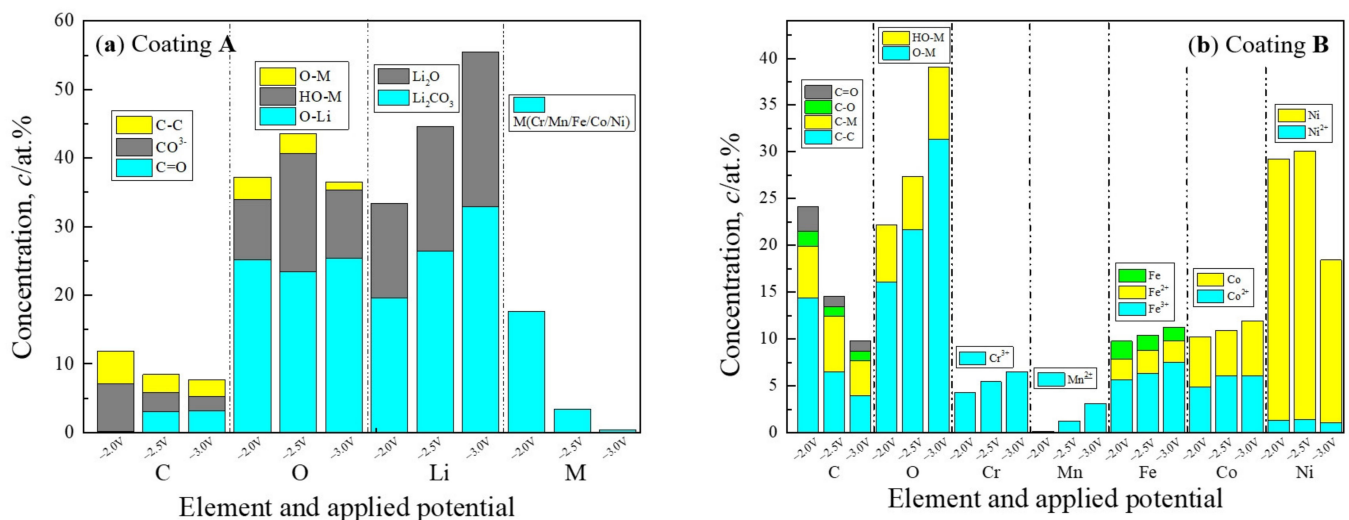 (a) Coating A
Concentration, c/at.%
60
50
40
30
20
10
0
C-C
CO³⁻
C=O
O-M
HO-M
O-Li
Li₂O
Li₂CO₃
M(Cr/Mn/Fe/Co/Ni)
−2.0V −2.5V −3.0V −2.0V −2.5V −3.0V −2.0V −2.5V −3.0V −2.0V −2.5V −3.0V
C O Li M
Element and applied potential
(b) Coating B
Concentration, c/at.%
40
35
30
25
20
15
10
5
0
C=O
C-O
C-M
C-C
HO-M
O-M
Cr³⁺
Mn²⁺
Fe
Fe²⁺
Fe³⁺
Co
Co²⁺
Ni
Ni²⁺
−2.0V −2.5V −3.0V −2.0V −2.5V −3.0V −2.0V −2.5V −3.0V −2.0V −2.5V −3.0V −2.0V −2.5V −3.0V −2.0V −2.5V −3.0V −2.0V −2.5V −3.0V
C O Cr Mn Fe Co Ni
Element and applied potential